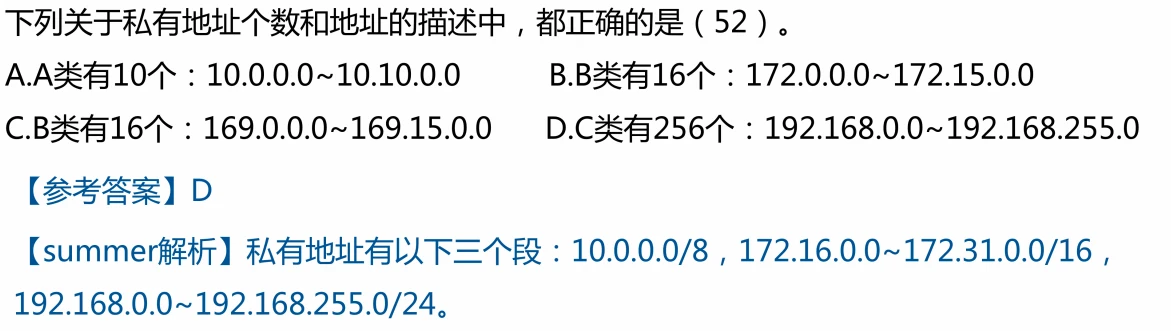 下列关于私有地址个数和地址的描述中，都正确的是（52）。
A.A类有10个：10.0.0.0~10.10.0.0 B.B类有16个：172.0.0.0~172.15.0.0
C.B类有16个：169.0.0.0~169.15.0.0 D.C类有256个：192.168.0.0~192.168.255.0
【参考答案】D
【summer解析】私有地址有以下三个段：10.0.0.0/8，172.16.0.0~172.31.0.0/16，
192.168.0.0~192.168.255.0/24。